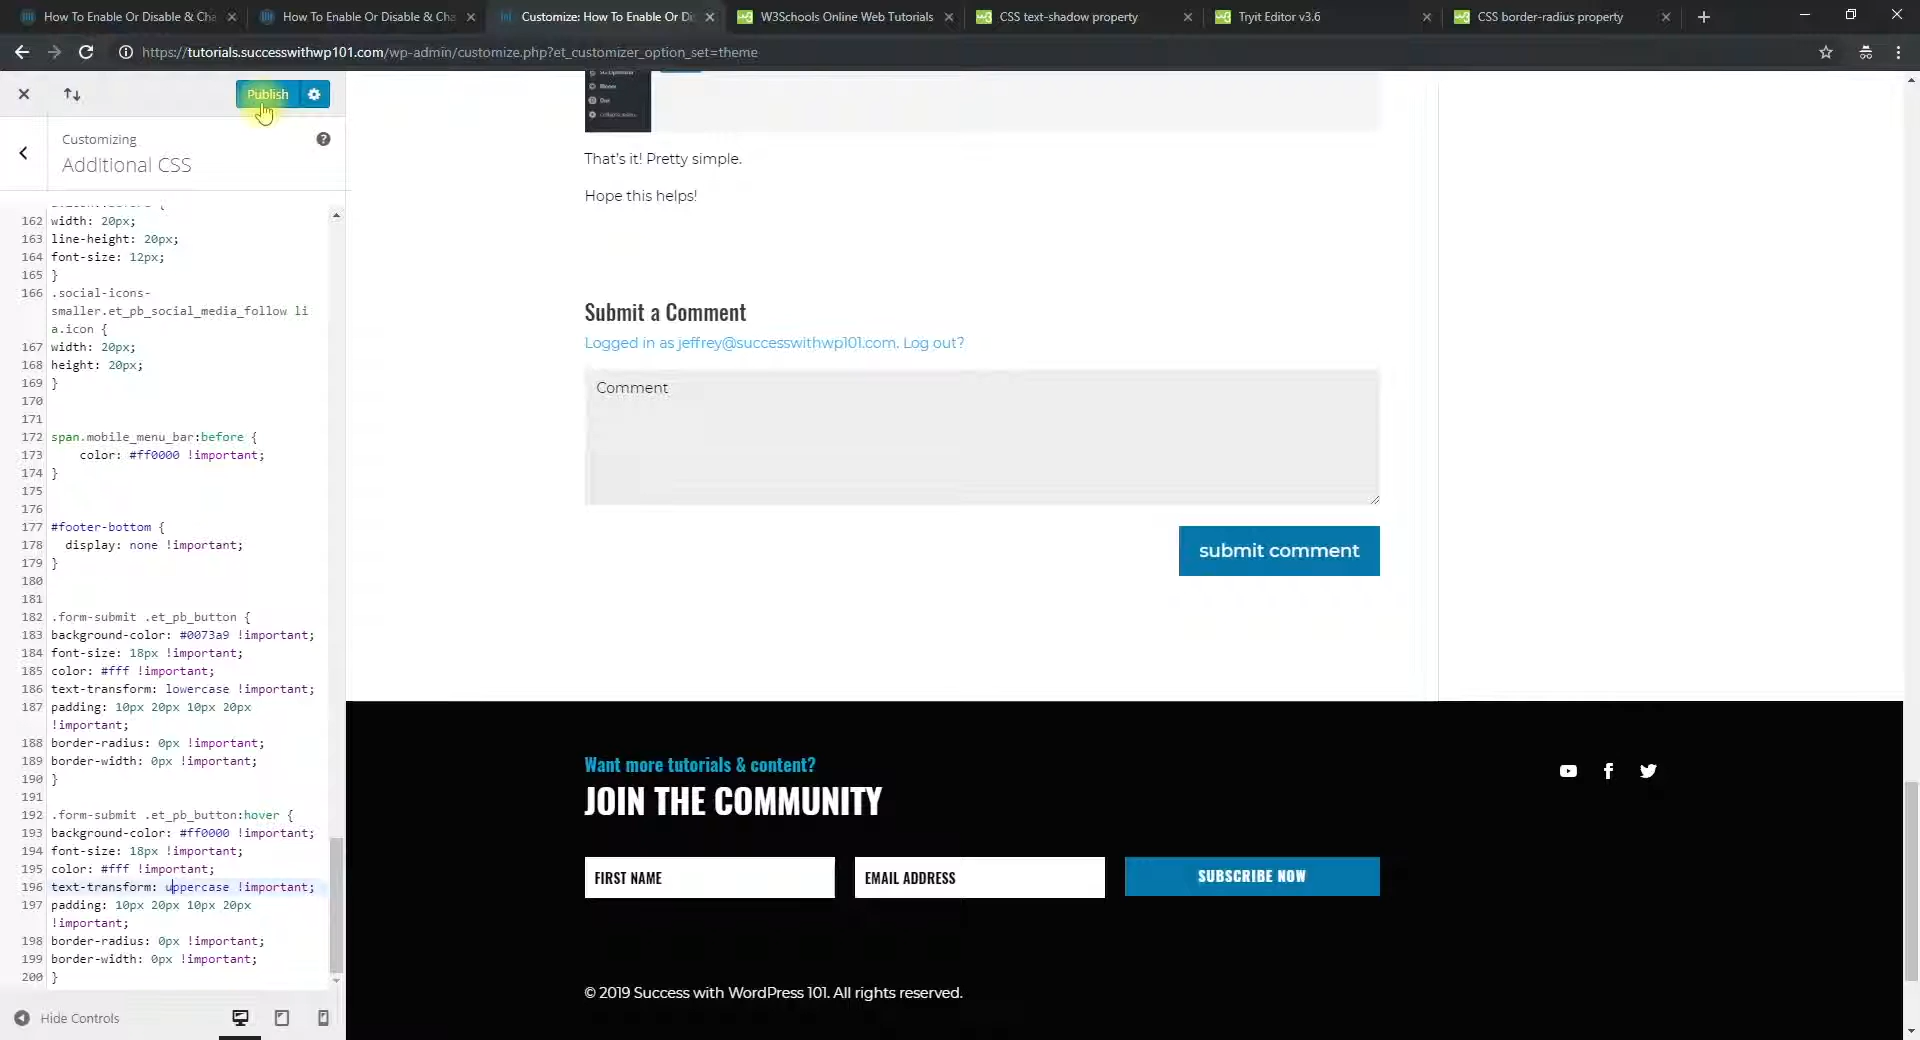 How To Enable Or Disable & Cha
How To Enable Or Disable & Cha
Customize: How To Enable Or Di
W3Schools Online Web Tutorials
CSS text-shadow property
Tryit Editor v3.6
CSS border-radius property
https://tutorials.successwithwp101.com/wp-admin/customize.php?et_customizer_option_set=theme
Publish
Customizing
Additional CSS
162 width: 20px;
163 line-height: 20px;
164 font-size: 12px;
165 }
166 .social-icons-
smaller.et_pb_social_media_follow li
a.icon {
167 width: 20px;
168 height: 20px;
169 }
170
171
172 span.mobile_menu_bar:before {
173 color: #ff0000 !important;
174 }
175
176
177 #footer-bottom {
178 display: none !important;
179 }
180
181
182 .form-submit .et_pb_button {
183 background-color: #0073a9 !important;
184 font-size: 18px !important;
185 color: #fff !important;
186 text-transform: lowercase !important;
187 padding: 10px 20px 10px 20px
!important;
188 border-radius: 0px !important;
189 border-width: 0px !important;
190 }
191
192 .form-submit .et_pb_button:hover {
193 background-color: #ff0000 !important;
194 font-size: 18px !important;
195 color: #fff !important;
196 text-transform: uppercase !important;
197 padding: 10px 20px 10px 20px
!important;
198 border-radius: 0px !important;
199 border-width: 0px !important;
200 }
Hide Controls
That's it! Pretty simple.
Hope this helps!
Submit a Comment
Logged in as jeffrey@successwithwp101.com. Log out?
Comment
submit comment
Want more tutorials & content?
JOIN THE COMMUNITY
FIRST NAME
EMAIL ADDRESS
SUBSCRIBE NOW
© 2019 Success with WordPress 101. All rights reserved.